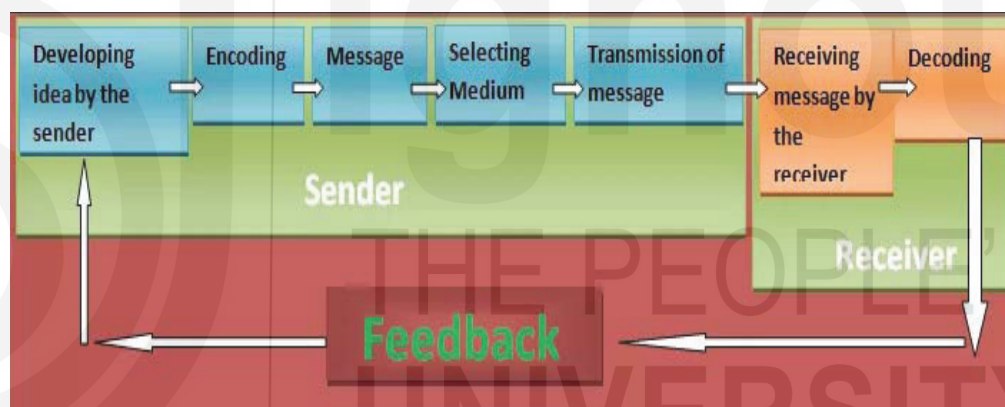 Developing
idea by the
sender
Encoding
Message
Selecting
Medium
Transmission of
message
Receiving
message by
the
receiver
Decoding
Sender
Receiver
Feedback
ignou
THE PEOPLE'
UNIVERSITY